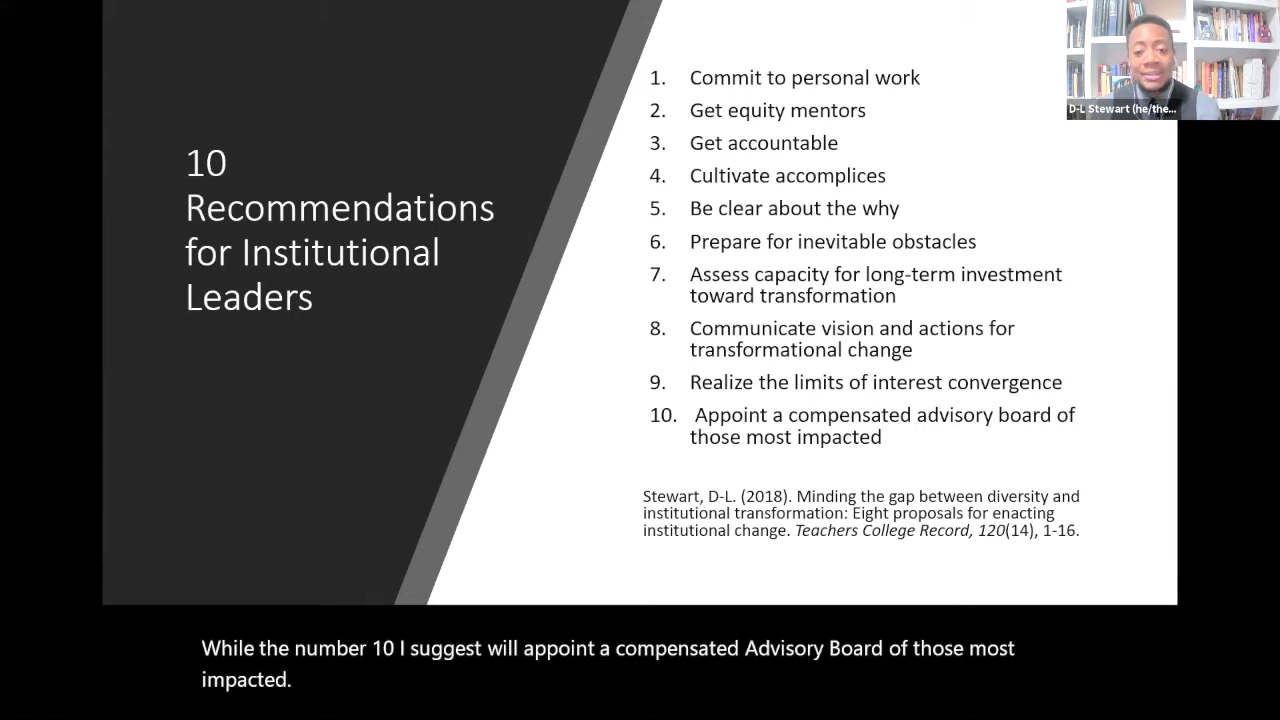 D-L Stewart (he/the...
10
Recommendations
for Institutional
Leaders
1. Commit to personal work
2. Get equity mentors
3. Get accountable
4. Cultivate accomplices
5. Be clear about the why
6. Prepare for inevitable obstacles
7. Assess capacity for long-term investment
toward transformation
8. Communicate vision and actions for
transformational change
9. Realize the limits of interest convergence
10. Appoint a compensated advisory board of
those most impacted
Stewart, D-L. (2018). Minding the gap between diversity and
institutional transformation: Eight proposals for enacting
institutional change. Teachers College Record, 120(14), 1-16.
While the number 10 I suggest will appoint a compensated Advisory Board of those most
impacted.